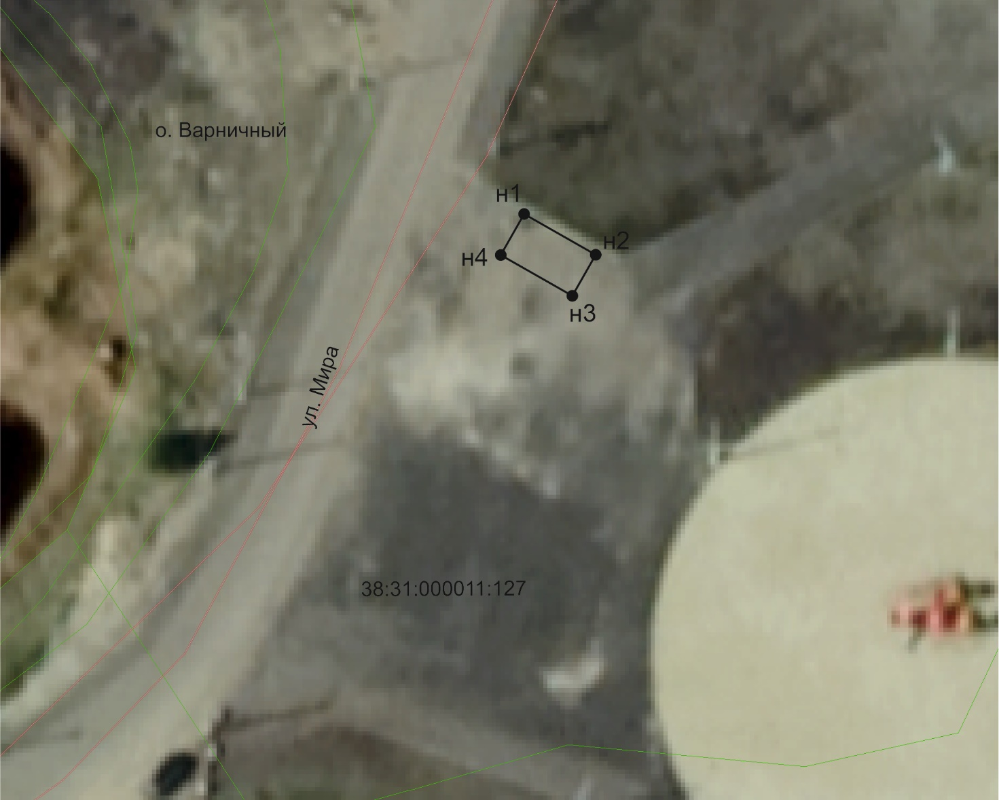 о. Варничный
н1
н2
н4
н3
ул. Мира
38:31:000011:127